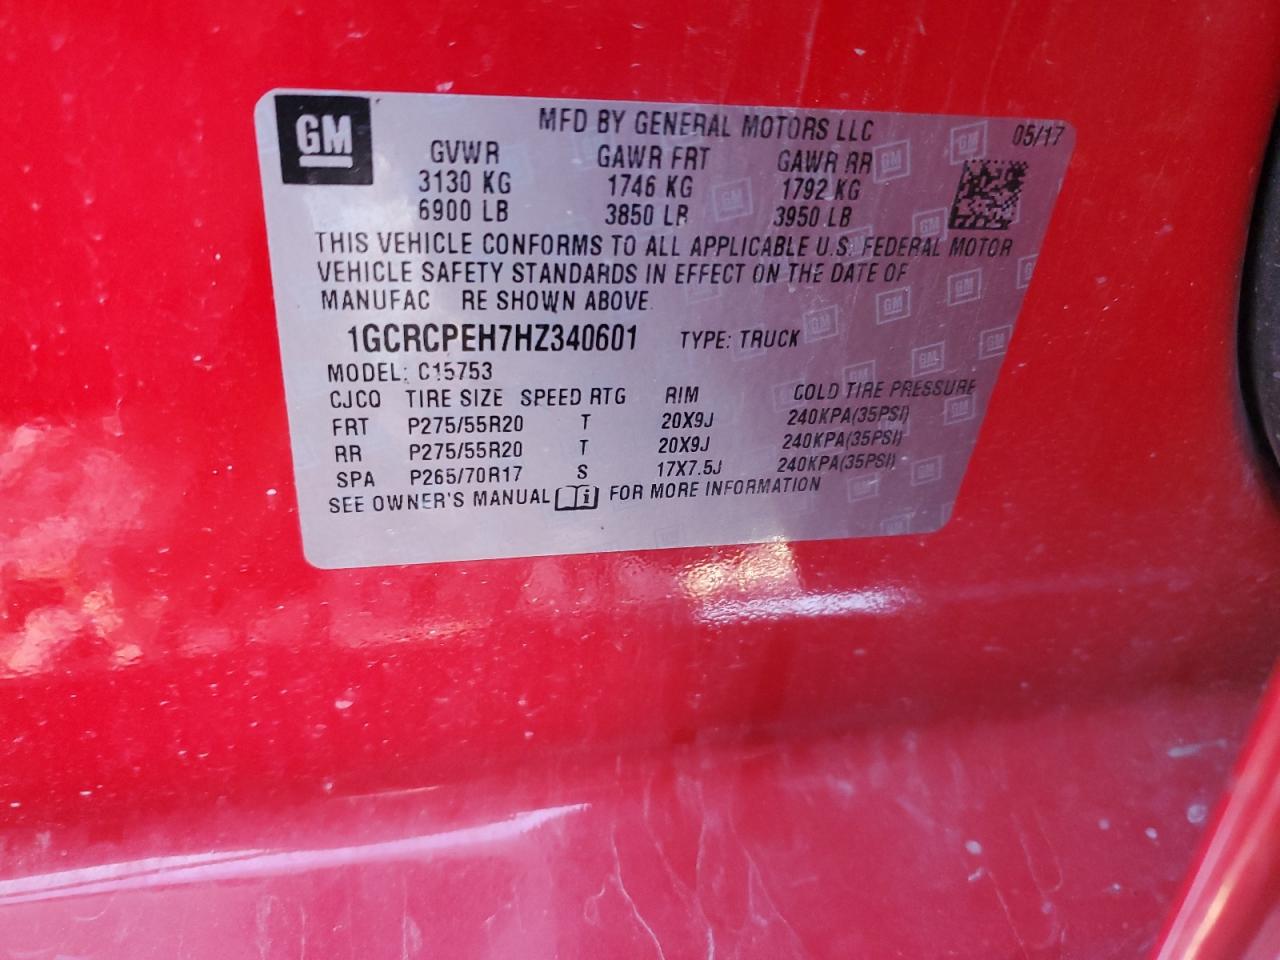 GM
MFD BY GENERAL MOTORS LLC 05/17
GVWR GAWR FRT GAWR RR
3130 KG 1746 KG 1792 KG
6900 LB 3850 LB 3950 LB
THIS VEHICLE CONFORMS TO ALL APPLICABLE U.S. FEDERAL MOTOR
VEHICLE SAFETY STANDARDS IN EFFECT ON THE DATE OF
MANUFAC RE SHOWN ABOVE.
1GCRCPEH7HZ340601 TYPE: TRUCK
MODEL: C15753
CJCO TIRE SIZE SPEED RTG RIM COLD TIRE PRESSURE
FRT P275/55R20 T 20X9J 240KPA(35PSI)
RR P275/55R20 T 20X9J 240KPA(35PSI)
SPA P265/70R17 S 17X7.5J 240KPA(35PSI)
SEE OWNER'S MANUAL i FOR MORE INFORMATION